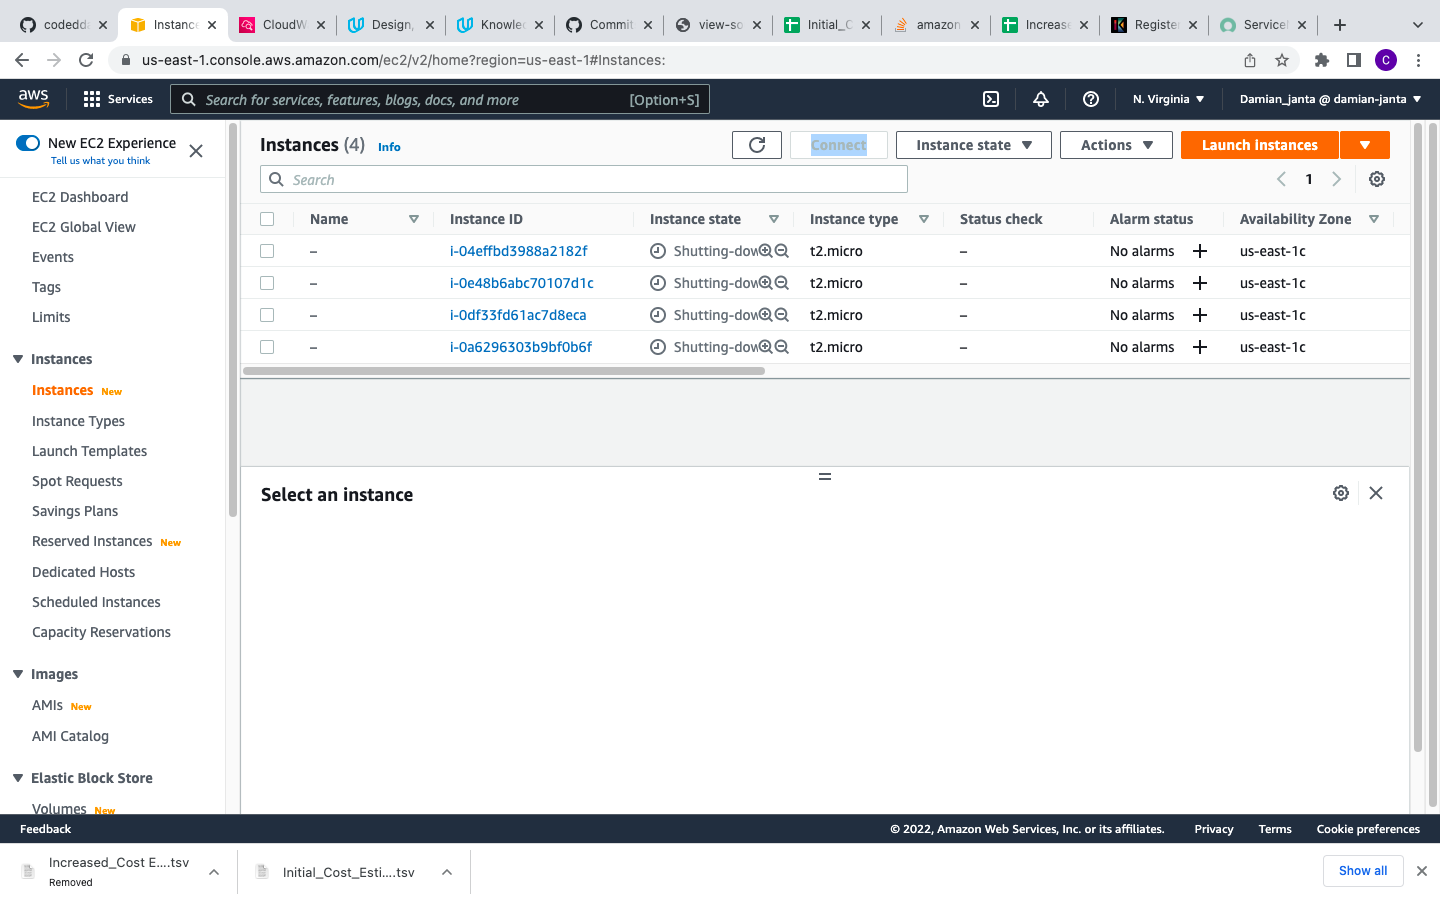 codedda
Instance
CloudW
Design,
Knowled
Commit
view-so
Initial_C
amazon
Increase
Register
Servicel
us-east-1.console.aws.amazon.com/ec2/v2/home?region=us-east-1#Instances:
C
aws
Services
Search for services, features, blogs, docs, and more
[Option+S]
N. Virginia
Damian_janta @ damian-janta
New EC2 Experience
Tell us what you think
EC2 Dashboard
EC2 Global View
Events
Tags
Limits
Instances
Instances New
Instance Types
Launch Templates
Spot Requests
Savings Plans
Reserved Instances New
Dedicated Hosts
Scheduled Instances
Capacity Reservations
Images
AMIs New
AMI Catalog
Elastic Block Store
Volumes New
Instances (4) Info
Connect
Instance state
Actions
Launch instances
Search
1
Name Instance ID Instance state Instance type Status check Alarm status Availability Zone
– i-04effbd3988a2182f Shutting-dow t2.micro – No alarms + us-east-1c
– i-0e48b6abc70107d1c Shutting-dow t2.micro – No alarms + us-east-1c
– i-0df33fd61ac7d8eca Shutting-dow t2.micro – No alarms + us-east-1c
– i-0a6296303b9bf0b6f Shutting-dow t2.micro – No alarms + us-east-1c
Select an instance
Feedback
© 2022, Amazon Web Services, Inc. or its affiliates.
Privacy
Terms
Cookie preferences
Increased_Cost E....tsv
Removed
Initial_Cost_Esti....tsv
Show all